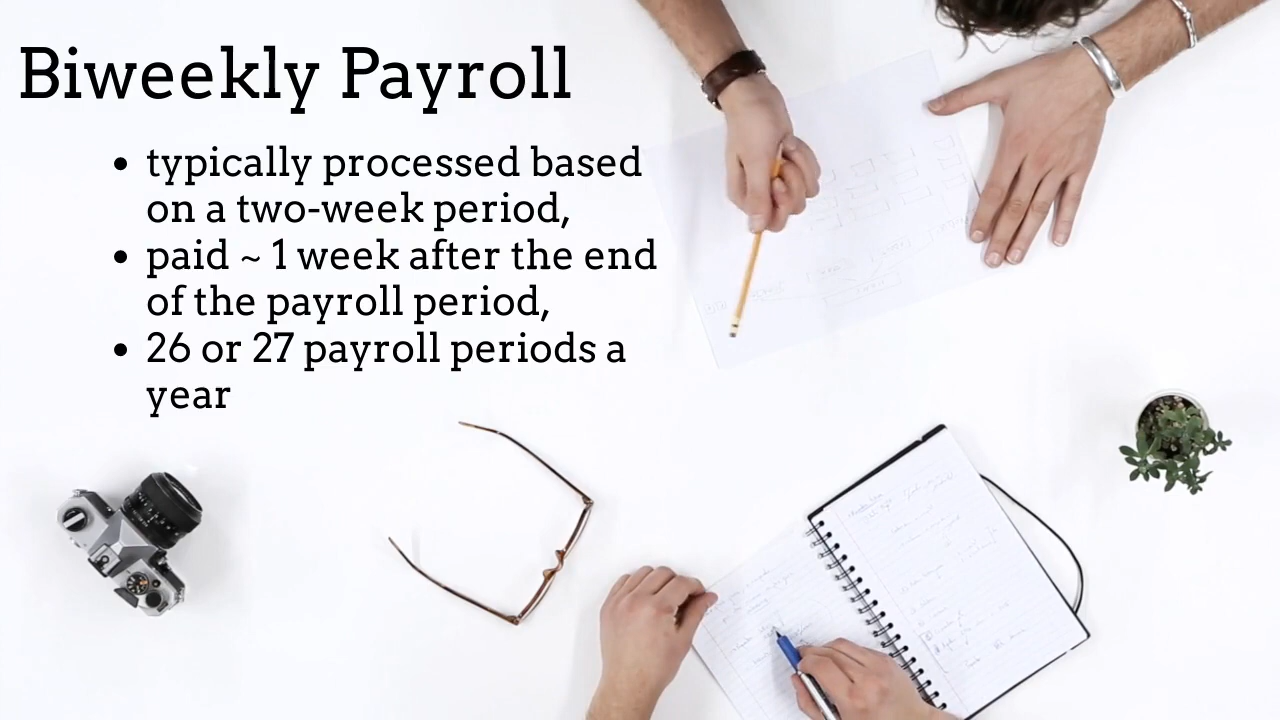 Biweekly Payroll
• typically processed based
on a two-week period,
• paid ~ 1 week after the end
of the payroll period,
• 26 or 27 payroll periods a
year